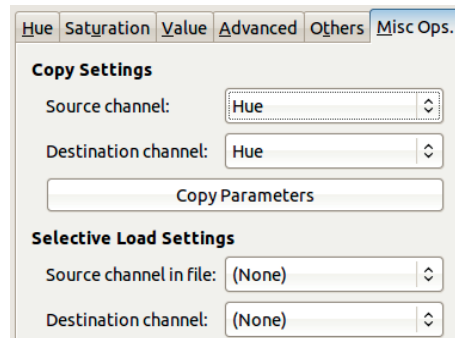 Hue Saturation Value Advanced Others Misc Ops.
Copy Settings
Source channel: Hue
Destination channel: Hue
Copy Parameters
Selective Load Settings
Source channel in file: (None)
Destination channel: (None)